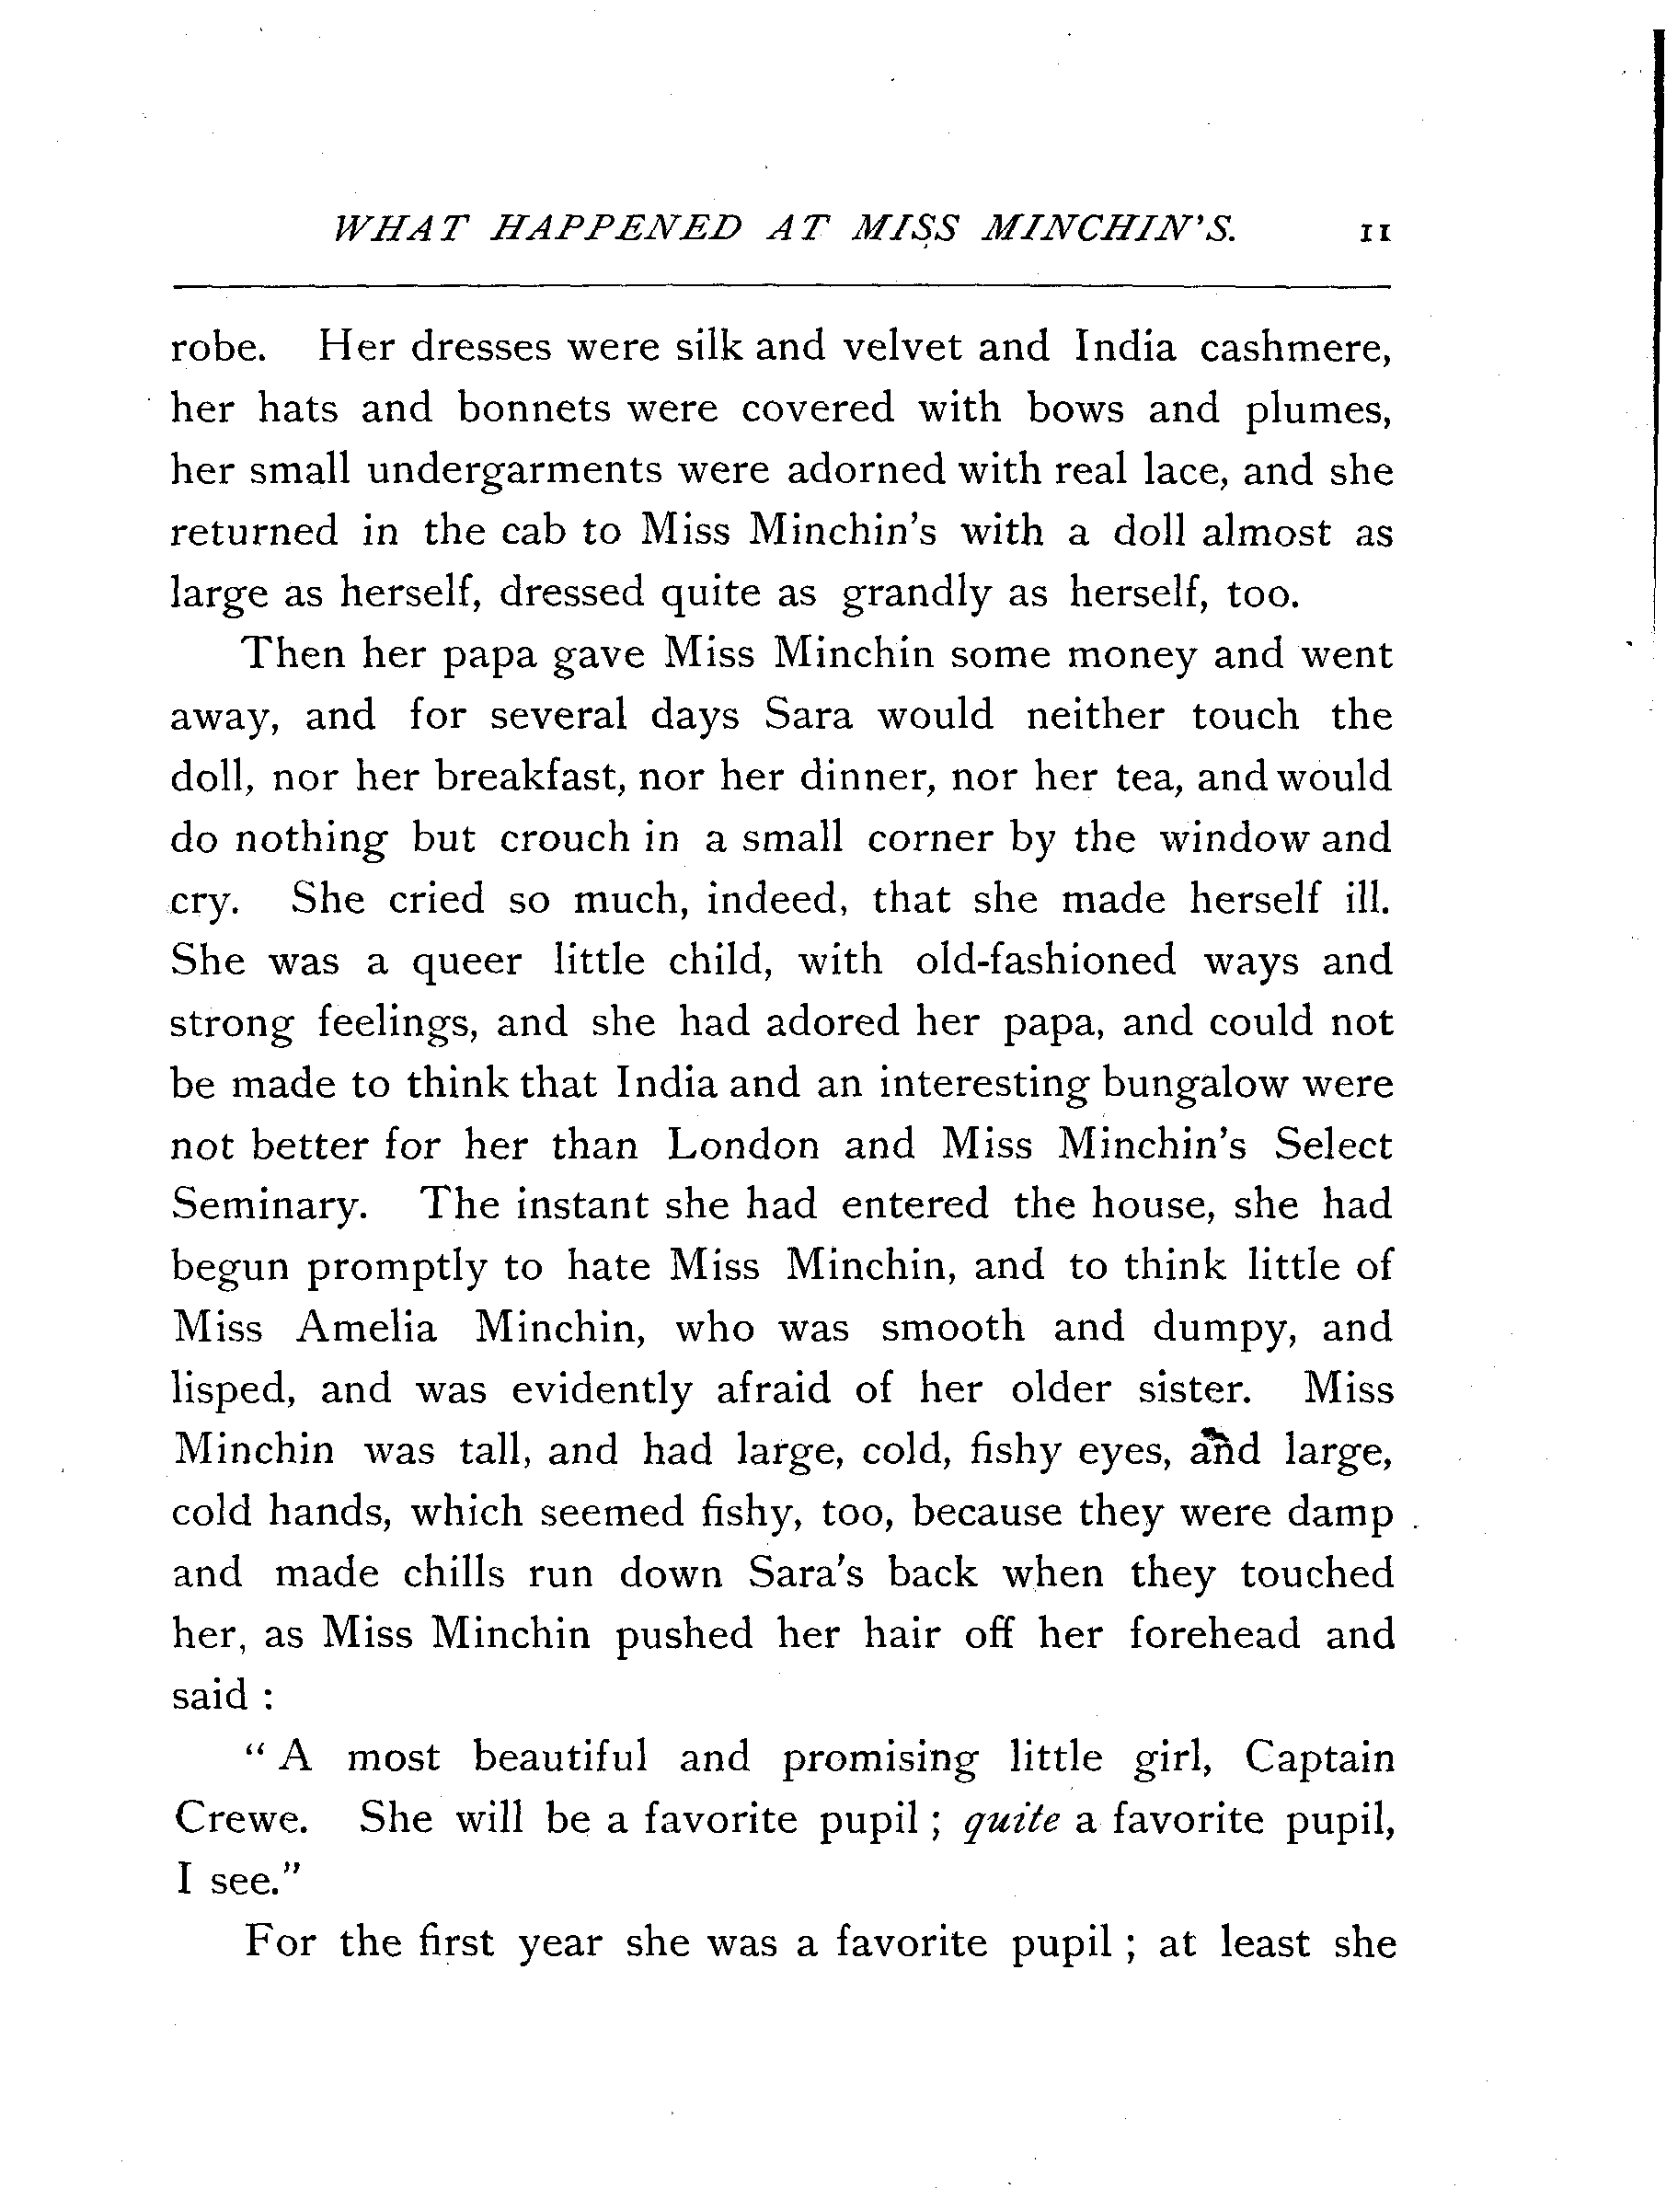 WHAT HAPPENED AT MISS MINCHIN'S. 11
robe. Her dresses were silk and velvet and India cashmere,
her hats and bonnets were covered with bows and plumes,
her small undergarments were adorned with real lace, and she
returned in the cab to Miss Minchin's with a doll almost as
large as herself, dressed quite as grandly as herself, too.
Then her papa gave Miss Minchin some money and went
away, and for several days Sara would neither touch the
doll, nor her breakfast, nor her dinner, nor her tea, and would
do nothing but crouch in a small corner by the window and
cry. She cried so much, indeed, that she made herself ill.
She was a queer little child, with old-fashioned ways and
strong feelings, and she had adored her papa, and could not
be made to think that India and an interesting bungalow were
not better for her than London and Miss Minchin's Select
Seminary. The instant she had entered the house, she had
begun promptly to hate Miss Minchin, and to think little of
Miss Amelia Minchin, who was smooth and dumpy, and
lisped, and was evidently afraid of her older sister. Miss
Minchin was tall, and had large, cold, fishy eyes, and large,
cold hands, which seemed fishy, too, because they were damp
and made chills run down Sara's back when they touched
her, as Miss Minchin pushed her hair off her forehead and
said :
" A most beautiful and promising little girl, Captain
Crewe. She will be a favorite pupil ; quite a favorite pupil,
I see."
For the first year she was a favorite pupil ; at least she